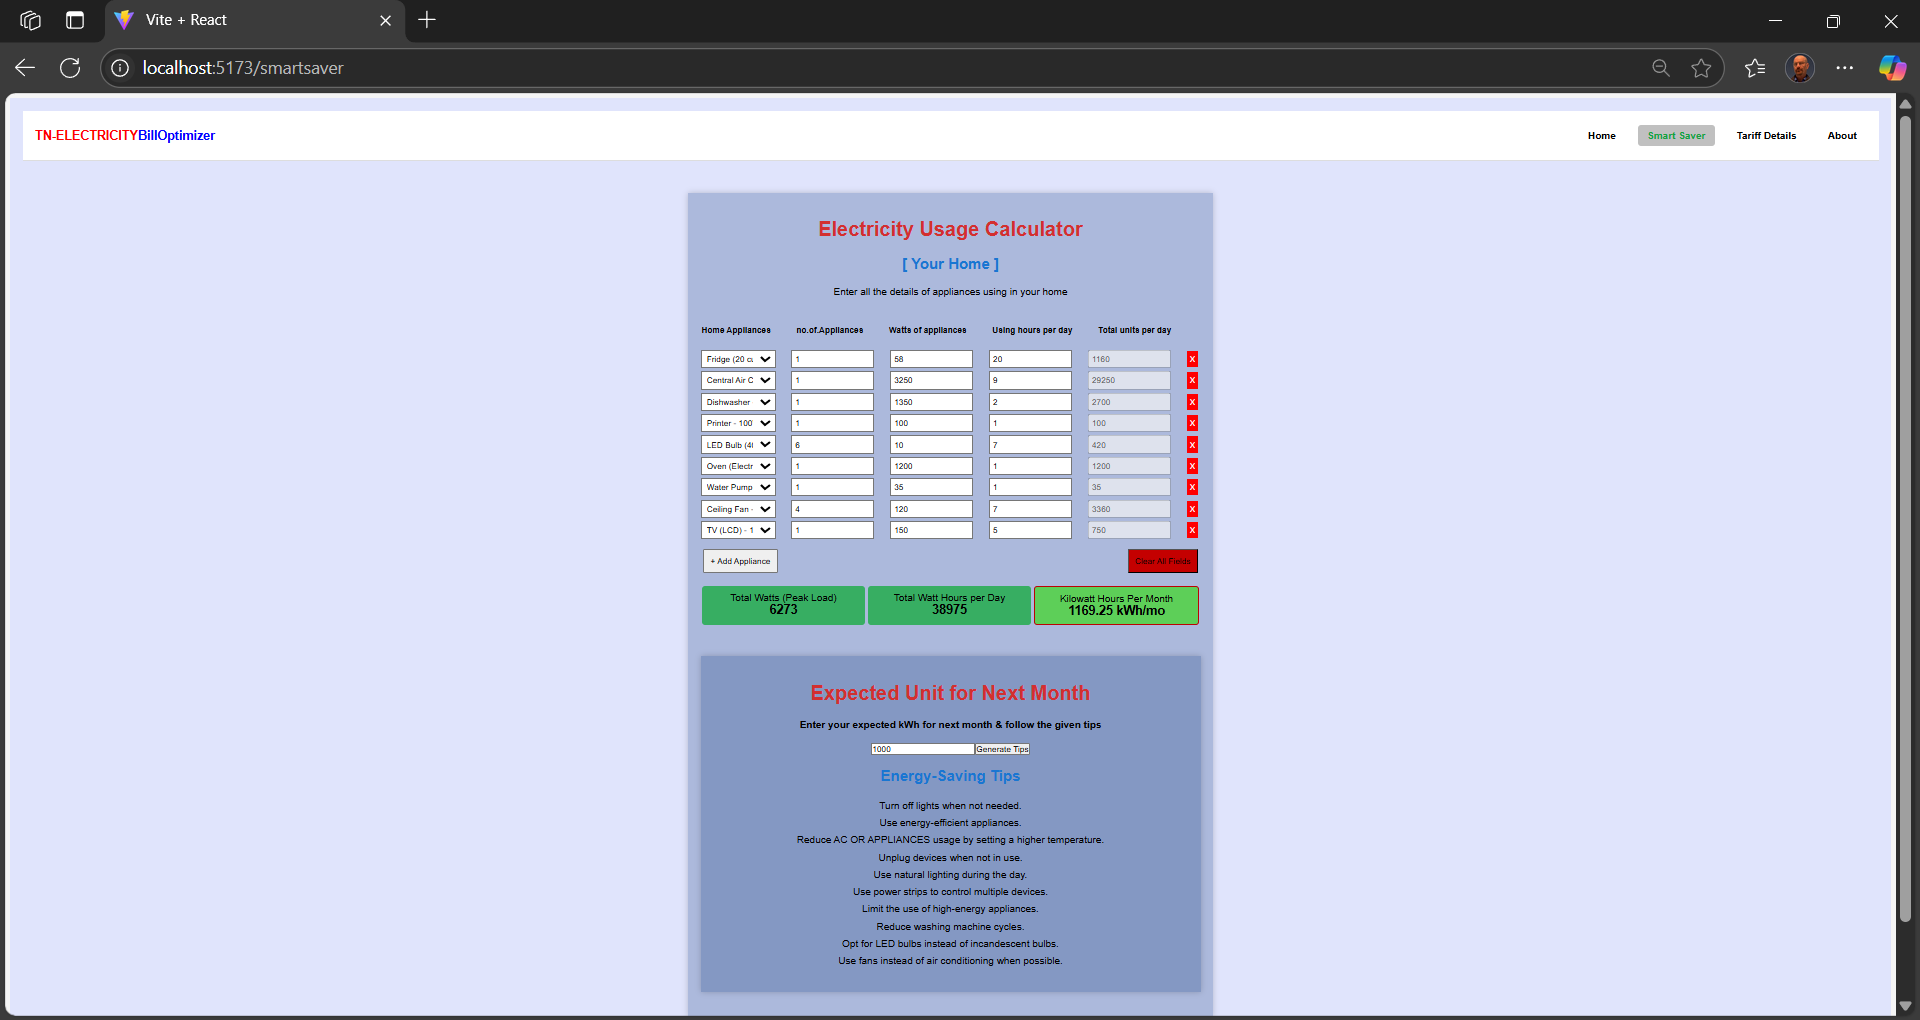 Vite + React
localhost:5173/smartsaver
TN-ELECTRICITYBillOptimizer
Home Smart Saver Tariff Details About
Electricity Usage Calculator
[ Your Home ]
Enter all the details of appliances using in your home
Home Appliances no.of.Appliances Watts of appliances Using hours per day Total units per day
Fridge (20 cu 1 58 20 1160 X
Central Air C 1 3250 9 29250 X
Dishwasher 1 1350 2 2700 X
Printer - 100 1 100 1 100 X
LED Bulb (4 6 10 7 420 X
Oven (Electr 1 1200 1 1200 X
Water Pump 1 35 1 35 X
Ceiling Fan - 4 120 7 3360 X
TV (LCD) - 1 1 150 5 750 X
+ Add Appliance Clear All Fields
Total Watts (Peak Load) Total Watt Hours per Day Kilowatt Hours Per Month
6273 38975 1169.25 kWh/mo
Expected Unit for Next Month
Enter your expected kWh for next month & follow the given tips
1000 Generate Tips
Energy-Saving Tips
Turn off lights when not needed.
Use energy-efficient appliances.
Reduce AC OR APPLIANCES usage by setting a higher temperature.
Unplug devices when not in use.
Use natural lighting during the day.
Use power strips to control multiple devices.
Limit the use of high-energy appliances.
Reduce washing machine cycles.
Opt for LED bulbs instead of incandescent bulbs.
Use fans instead of air conditioning when possible.